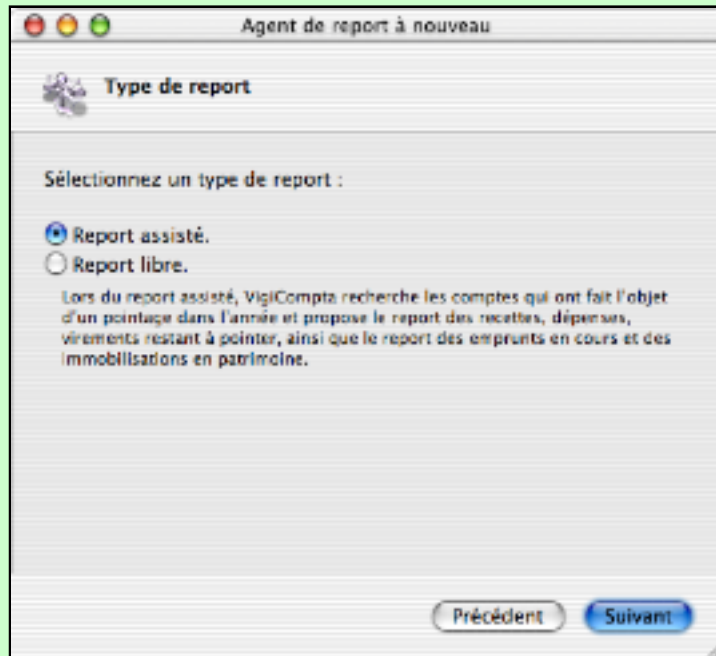 Agent de report à nouveau
Type de report
Sélectionnez un type de report :
Report assisté.
Report libre.
Lors du report assisté, VigiCompta recherche les comptes qui ont fait l'objet
d'un pointage dans l'année et propose le report des recettes, dépenses,
virements restant à pointer, ainsi que le report des emprunts en cours et des
immobilisations en patrimoine.
Précédent
Suivant